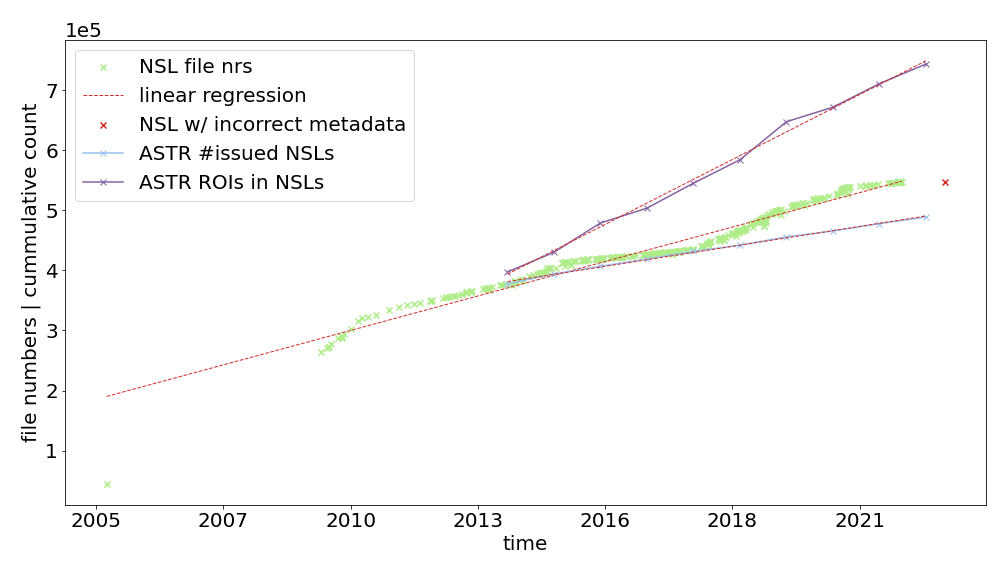 1e5
NSL file nrs
linear regression
NSL w/ incorrect metadata
ASTR #issued NSLs
ASTR ROIs in NSLs
file numbers | cummulative count
7
6
5
4
3
2
1
2005 2007 2010 2013 2016 2018 2021
time